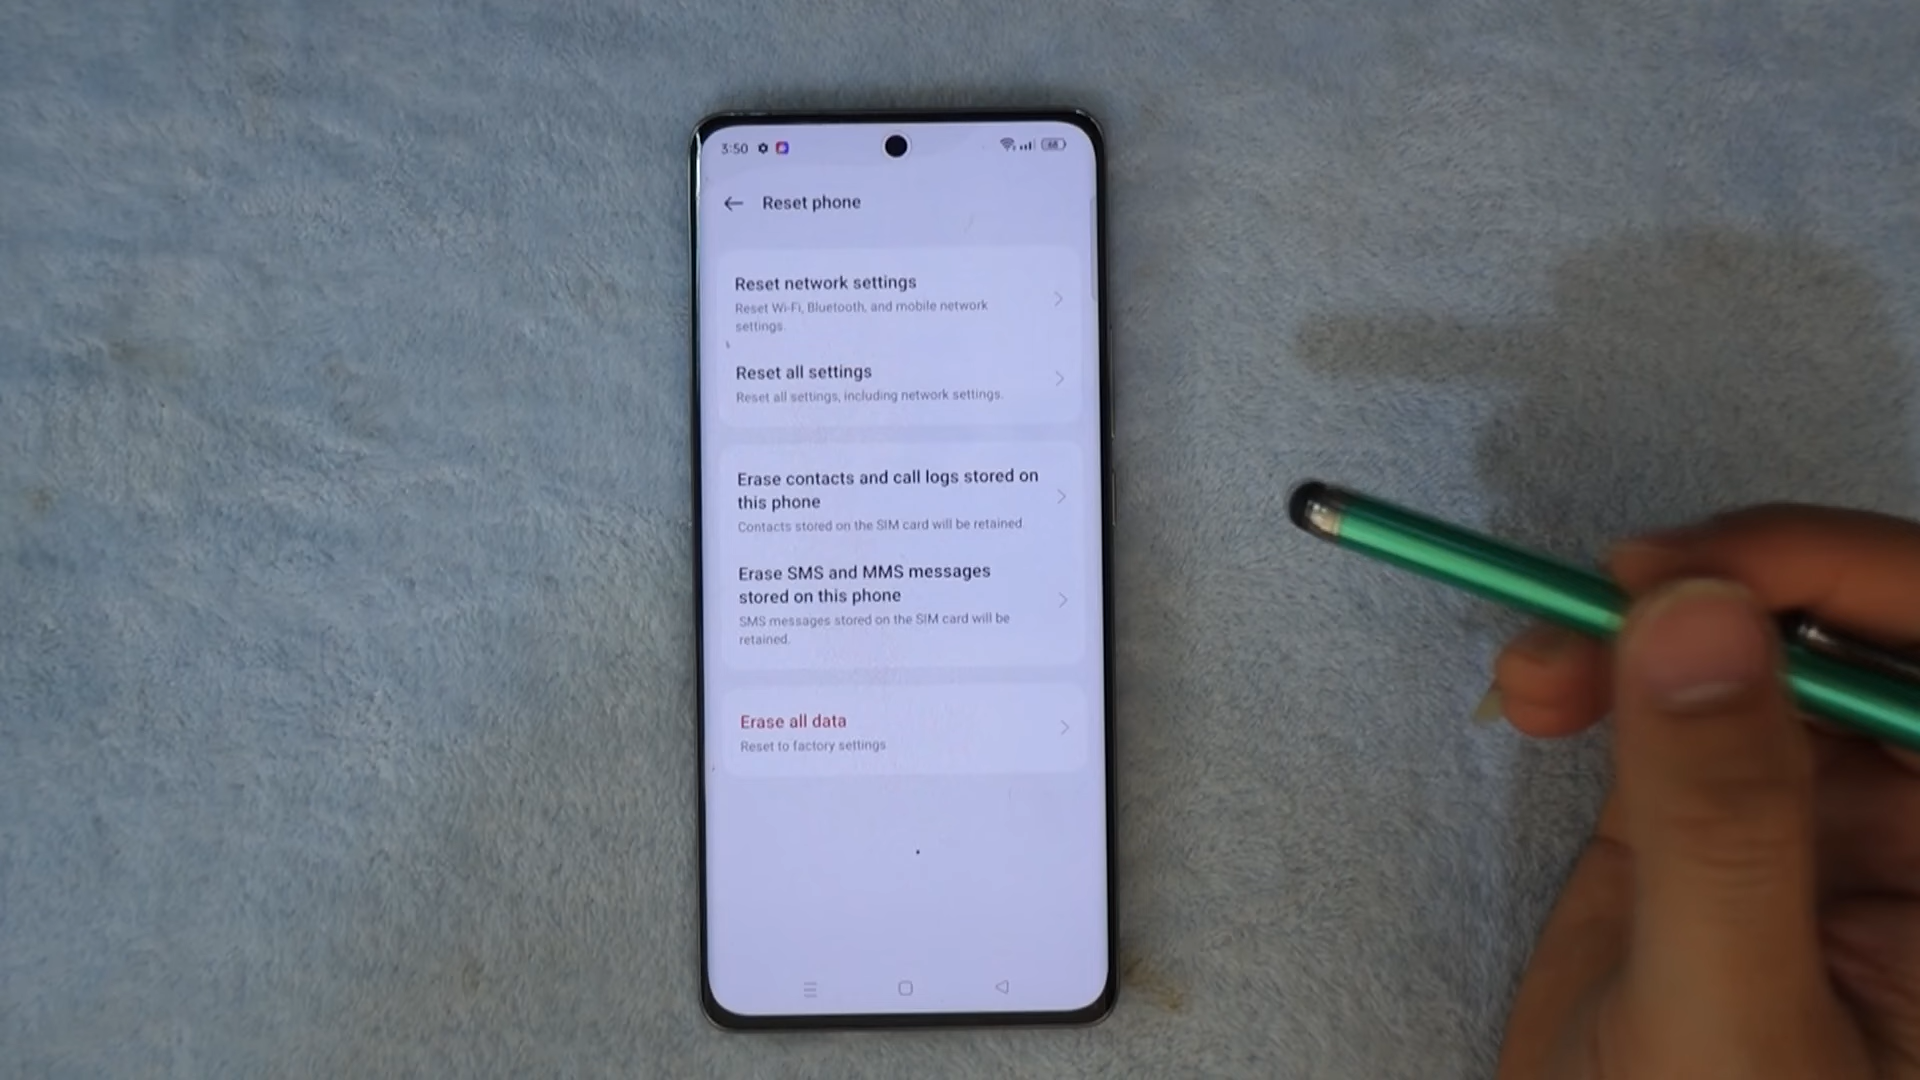 3:50
68
Reset phone
Reset network settings
Reset Wi-Fi, Bluetooth, and mobile network
settings.
Reset all settings
Reset all settings, including network settings.
Erase contacts and call logs stored on
this phone
Contacts stored on the SIM card will be retained.
Erase SMS and MMS messages
stored on this phone
SMS messages stored on the SIM card will be
retained.
Erase all data
Reset to factory settings